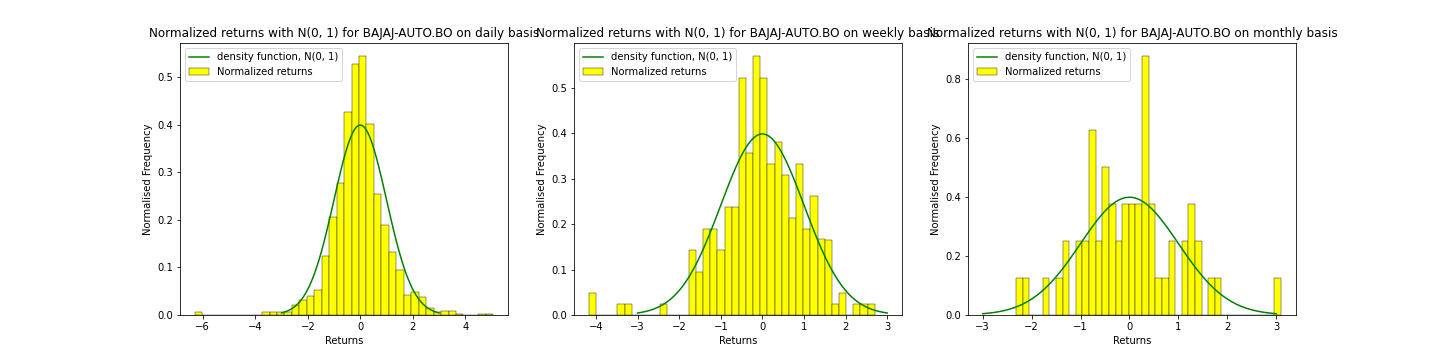 Normalized returns with N(0, 1) for BAJAJ-AUTO.BO on daily basis
density function, N(0, 1)
Normalized returns
Normalised Frequency
0.5
0.4
0.3
0.2
0.1
0.0
−6 −4 −2 0 2 4
Returns
Normalized returns with N(0, 1) for BAJAJ-AUTO.BO on weekly basis
density function, N(0, 1)
Normalized returns
Normalised Frequency
0.5
0.4
0.3
0.2
0.1
0.0
−4 −3 −2 −1 0 1 2 3
Returns
Normalized returns with N(0, 1) for BAJAJ-AUTO.BO on monthly basis
density function, N(0, 1)
Normalized returns
Normalised Frequency
0.8
0.6
0.4
0.2
0.0
−3 −2 −1 0 1 2 3
Returns